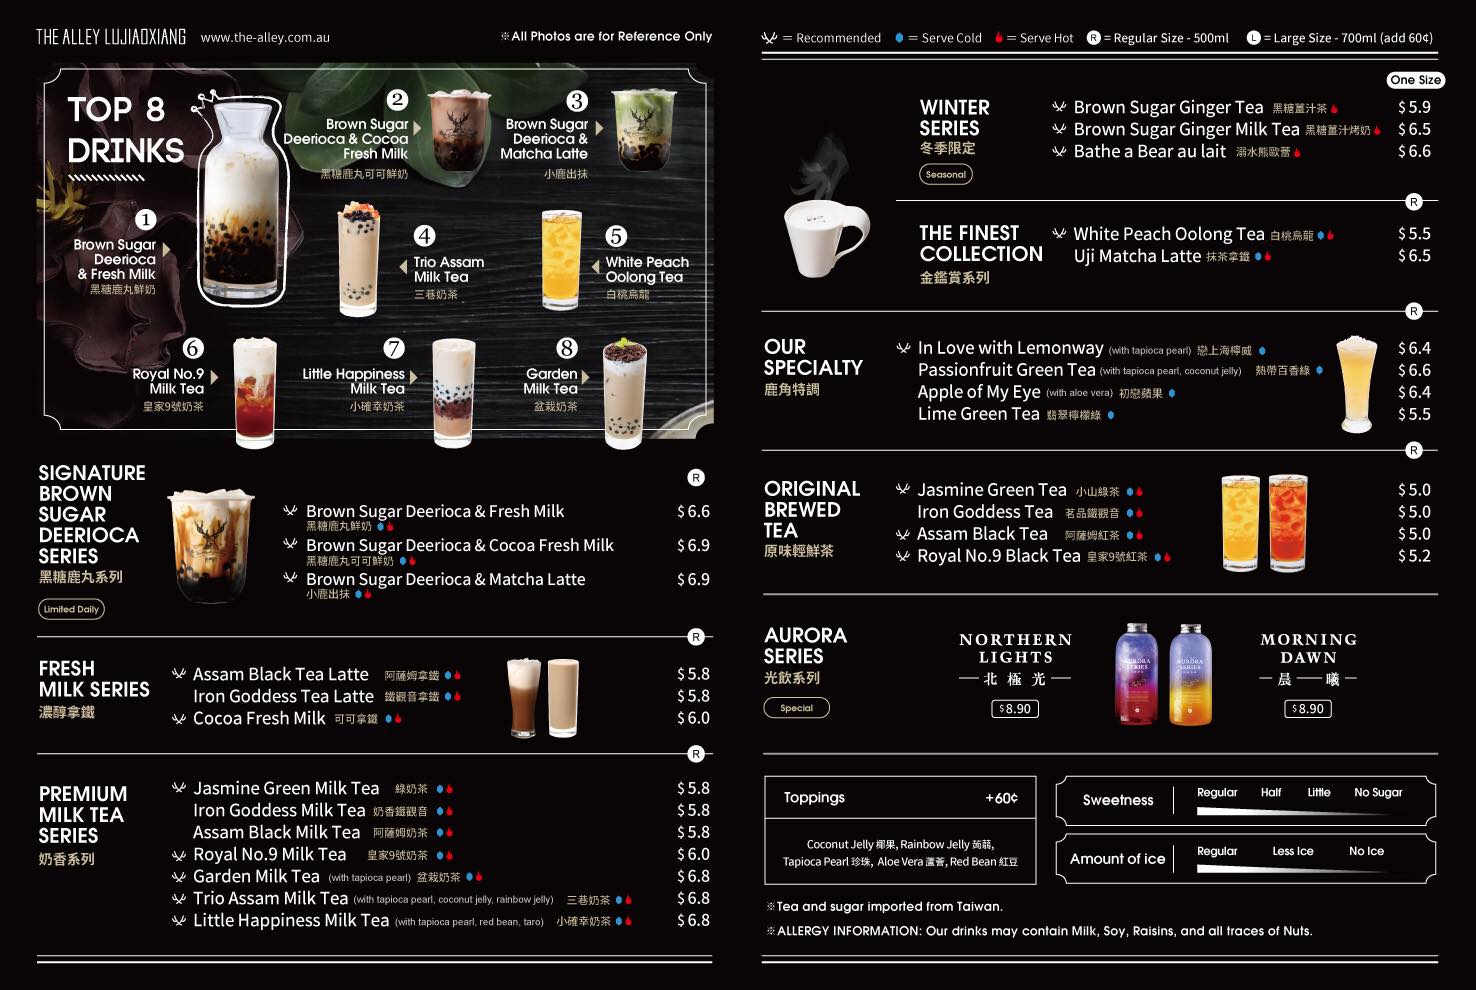 THE ALLEY LUJIAOXIANG
www.the-alley.com.au
※All Photos are for Reference Only
TOP 8
DRINKS
1
Brown Sugar
Deerioca
& Fresh Milk
黑糖鹿丸鮮奶
2
Brown Sugar
Deerioca & Cocoa
Fresh Milk
黑糖鹿丸可可鮮奶
3
Brown Sugar
Deerioca &
Matcha Latte
小鹿出抹
4
Trio Assam
Milk Tea
三巷奶茶
5
White Peach
Oolong Tea
白桃烏龍
6
Royal No.9
Milk Tea
皇家9號奶茶
7
Little Happiness
Milk Tea
小確幸奶茶
8
Garden
Milk Tea
盆栽奶茶
SIGNATURE
BROWN
SUGAR
DEERIOCA
SERIES
黑糖鹿丸系列
Limited Daily
R
Brown Sugar Deerioca & Fresh Milk $ 6.6
黑糖鹿丸鮮奶
Brown Sugar Deerioca & Cocoa Fresh Milk $ 6.9
黑糖鹿丸可可鮮奶
Brown Sugar Deerioca & Matcha Latte $ 6.9
小鹿出抹
R
FRESH
MILK SERIES
濃醇拿鐵
Assam Black Tea Latte 阿薩姆拿鐵 $ 5.8
Iron Goddess Tea Latte 鐵觀音拿鐵 $ 5.8
Cocoa Fresh Milk 可可拿鐵 $ 6.0
R
PREMIUM
MILK TEA
SERIES
奶香系列
Jasmine Green Milk Tea 綠奶茶 $ 5.8
Iron Goddess Milk Tea 奶香鐵觀音 $ 5.8
Assam Black Milk Tea 阿薩姆奶茶 $ 5.8
Royal No.9 Milk Tea 皇家9號奶茶 $ 6.0
Garden Milk Tea (with tapioca pearl) 盆栽奶茶 $ 6.8
Trio Assam Milk Tea (with tapioca pearl, coconut jelly, rainbow jelly) 三巷奶茶 $ 6.8
Little Happiness Milk Tea (with tapioca pearl, red bean, taro) 小確幸奶茶 $ 6.8
= Recommended = Serve Cold = Serve Hot R = Regular Size - 500ml L = Large Size - 700ml (add 60¢)
One Size
WINTER
SERIES
冬季限定
Seasonal
Brown Sugar Ginger Tea 黑糖薑汁茶 $ 5.9
Brown Sugar Ginger Milk Tea 黑糖薑汁烤奶 $ 6.5
Bathe a Bear au lait 溺水熊歐蕾 $ 6.6
R
THE FINEST
COLLECTION
金鑑賞系列
White Peach Oolong Tea 白桃烏龍 $ 5.5
Uji Matcha Latte 抹茶拿鐵 $ 6.5
R
OUR
SPECIALTY
鹿角特調
In Love with Lemonway (with tapioca pearl) 戀上海檸威 $ 6.4
Passionfruit Green Tea (with tapioca pearl, coconut jelly) 熱帶百香綠 $ 6.6
Apple of My Eye (with aloe vera) 初戀蘋果 $ 6.4
Lime Green Tea 翡翠檸檬綠 $ 5.5
R
ORIGINAL
BREWED
TEA
原味輕鮮茶
Jasmine Green Tea 小山綠茶 $ 5.0
Iron Goddess Tea 茗品鐵觀音 $ 5.0
Assam Black Tea 阿薩姆紅茶 $ 5.0
Royal No.9 Black Tea 皇家9號紅茶 $ 5.2
AURORA
SERIES
光飲系列
Special
NORTHERN
LIGHTS
北 極 光
$8.90
AURORA
SERIES
AURORA
SERIES
MORNING
DAWN
晨 曦
$8.90
Toppings +60¢
Coconut Jelly 椰果, Rainbow Jelly 蒟蒻,
Tapioca Pearl 珍珠, Aloe Vera 蘆薈, Red Bean 紅豆
Sweetness Regular Half Little No Sugar
Amount of ice Regular Less Ice No Ice
※Tea and sugar imported from Taiwan.
※ALLERGY INFORMATION: Our drinks may contain Milk, Soy, Raisins, and all traces of Nuts.